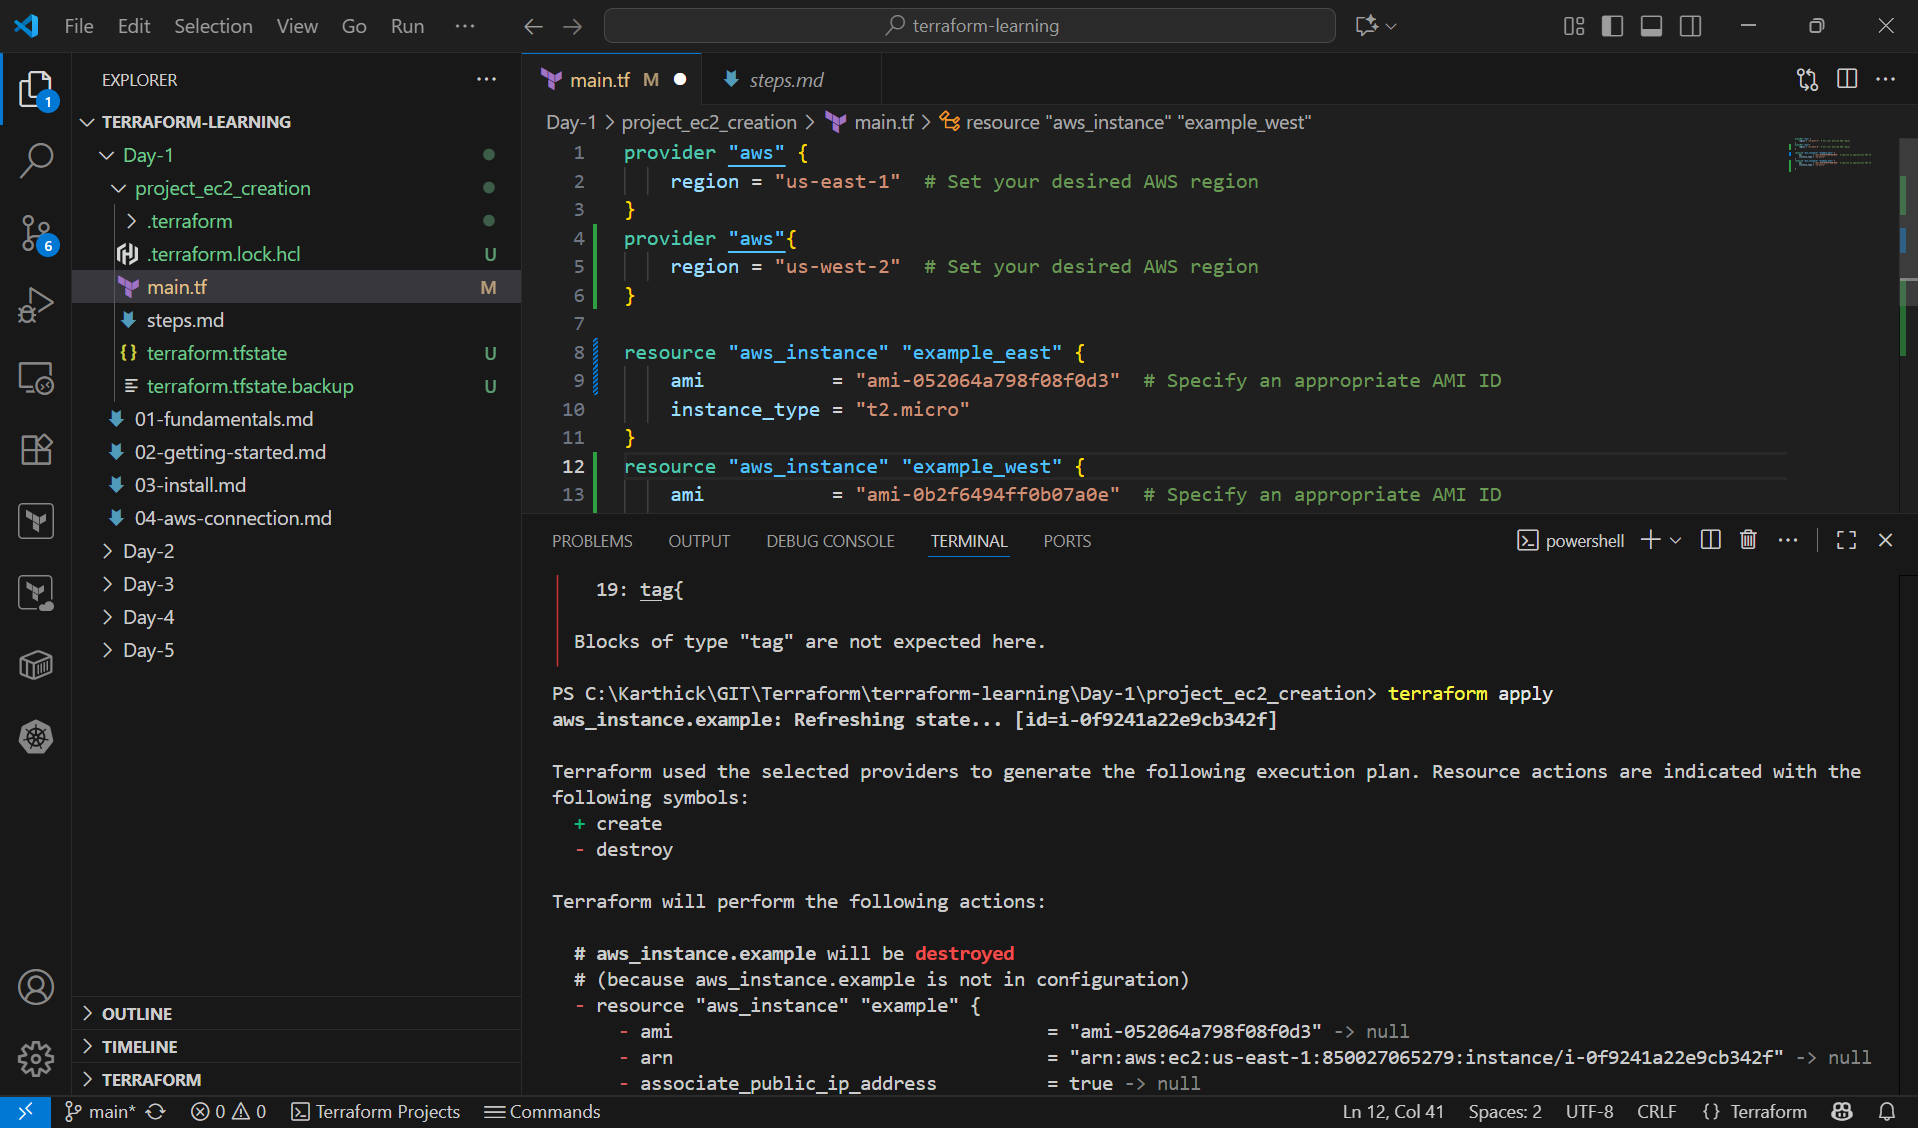 File Edit Selection View Go Run ···
terraform-learning
EXPLORER
TERRAFORM-LEARNING
Day-1
project_ec2_creation
.terraform
.terraform.lock.hcl U
main.tf M
steps.md
terraform.tfstate U
terraform.tfstate.backup U
01-fundamentals.md
02-getting-started.md
03-install.md
04-aws-connection.md
Day-2
Day-3
Day-4
Day-5
OUTLINE
TIMELINE
TERRAFORM
1
6
main.tf M
steps.md
Day-1 > project_ec2_creation > main.tf > resource "aws_instance" "example_west"
1 provider "aws" {
2 region = "us-east-1" # Set your desired AWS region
3 }
4 provider "aws"{
5 region = "us-west-2" # Set your desired AWS region
6 }
7
8 resource "aws_instance" "example_east" {
9 ami = "ami-052064a798f08f0d3" # Specify an appropriate AMI ID
10 instance_type = "t2.micro"
11 }
12 resource "aws_instance" "example_west" {
13 ami = "ami-0b2f6494ff0b07a0e" # Specify an appropriate AMI ID
PROBLEMS OUTPUT DEBUG CONSOLE TERMINAL PORTS
powershell
19: tag{
Blocks of type "tag" are not expected here.
PS C:\Karthick\GIT\Terraform\terraform-learning\Day-1\project_ec2_creation> terraform apply
aws_instance.example: Refreshing state... [id=i-0f9241a22e9cb342f]
Terraform used the selected providers to generate the following execution plan. Resource actions are indicated with the
following symbols:
+ create
- destroy
Terraform will perform the following actions:
# aws_instance.example will be destroyed
# (because aws_instance.example is not in configuration)
- resource "aws_instance" "example" {
- ami = "ami-052064a798f08f0d3" -> null
- arn = "arn:aws:ec2:us-east-1:850027065279:instance/i-0f9241a22e9cb342f" -> null
- associate_public_ip_address = true -> null
main* 0 0 Terraform Projects Commands
Ln 12, Col 41 Spaces: 2 UTF-8 CRLF {} Terraform